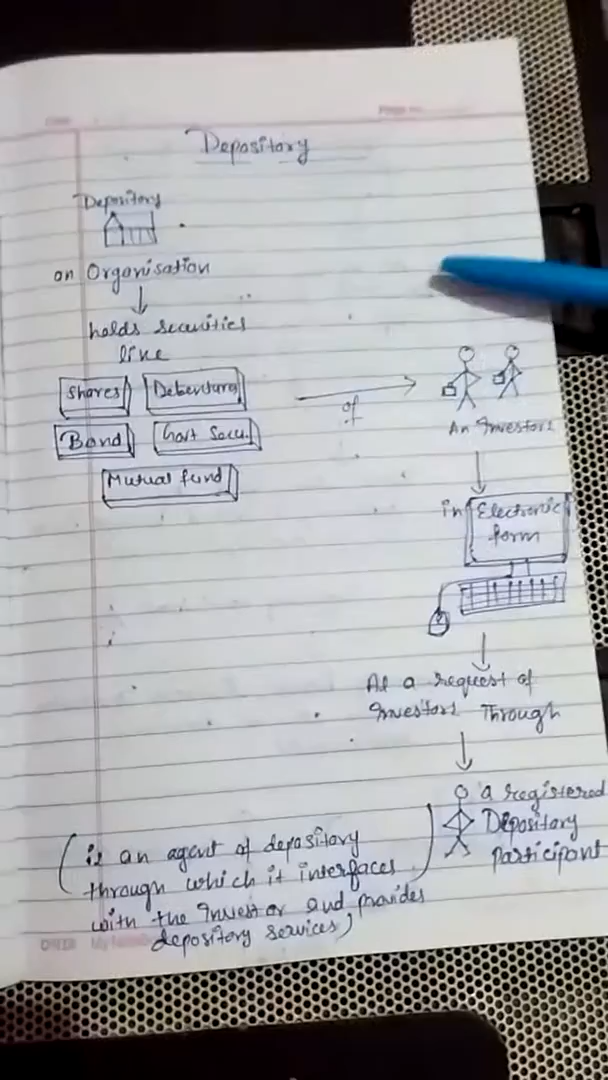 Depository
Depository
an Organisation
holds securities
like
Shares
Debenture
Bond
Govt Secu.
Mutual fund
of
An Investors
in Electronic
form
At a request of
Investors Through
a registered
Depository
participant
(is an agent of depository
through which it interfaces
with the Investor and provides
depository services)